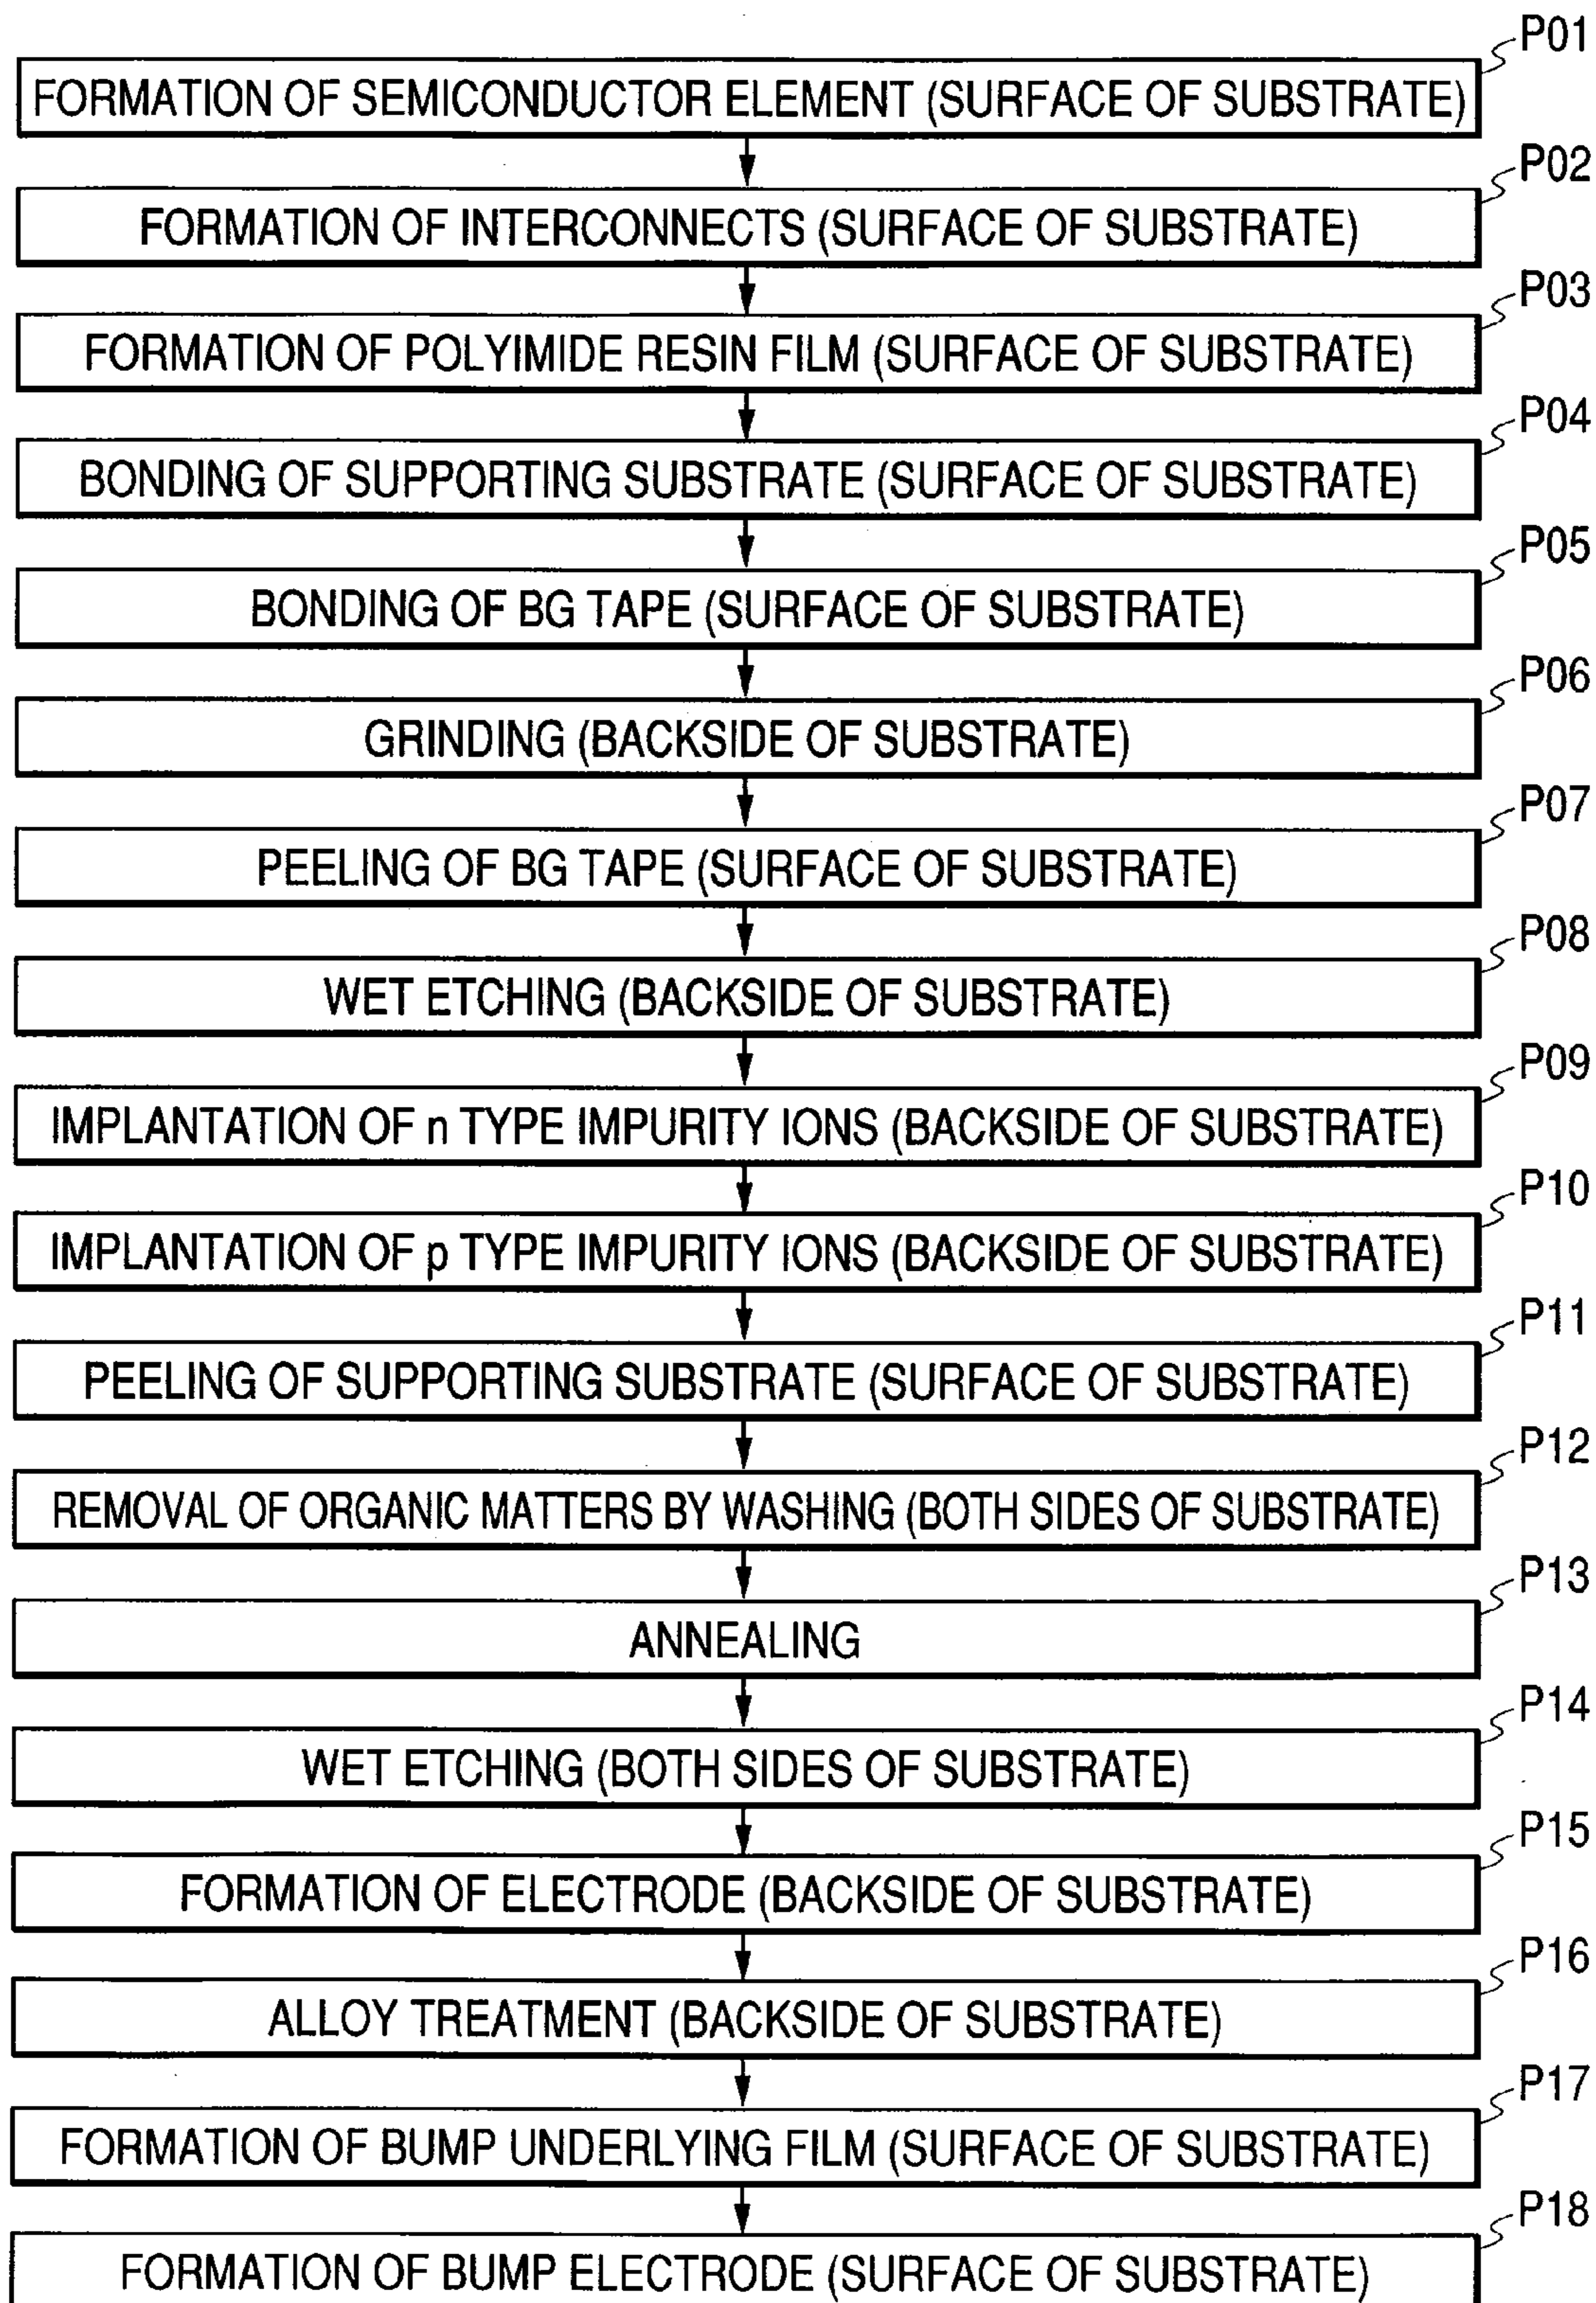 P01
FORMATION OF SEMICONDUCTOR ELEMENT (SURFACE OF SUBSTRATE)
P02
FORMATION OF INTERCONNECTS (SURFACE OF SUBSTRATE)
P03
FORMATION OF POLYIMIDE RESIN FILM (SURFACE OF SUBSTRATE)
P04
BONDING OF SUPPORTING SUBSTRATE (SURFACE OF SUBSTRATE)
P05
BONDING OF BG TAPE (SURFACE OF SUBSTRATE)
P06
GRINDING (BACKSIDE OF SUBSTRATE)
P07
PEELING OF BG TAPE (SURFACE OF SUBSTRATE)
P08
WET ETCHING (BACKSIDE OF SUBSTRATE)
P09
IMPLANTATION OF n TYPE IMPURITY IONS (BACKSIDE OF SUBSTRATE)
P10
IMPLANTATION OF p TYPE IMPURITY IONS (BACKSIDE OF SUBSTRATE)
P11
PEELING OF SUPPORTING SUBSTRATE (SURFACE OF SUBSTRATE)
P12
REMOVAL OF ORGANIC MATTERS BY WASHING (BOTH SIDES OF SUBSTRATE)
P13
ANNEALING
P14
WET ETCHING (BOTH SIDES OF SUBSTRATE)
P15
FORMATION OF ELECTRODE (BACKSIDE OF SUBSTRATE)
P16
ALLOY TREATMENT (BACKSIDE OF SUBSTRATE)
P17
FORMATION OF BUMP UNDERLYING FILM (SURFACE OF SUBSTRATE)
P18
FORMATION OF BUMP ELECTRODE (SURFACE OF SUBSTRATE)